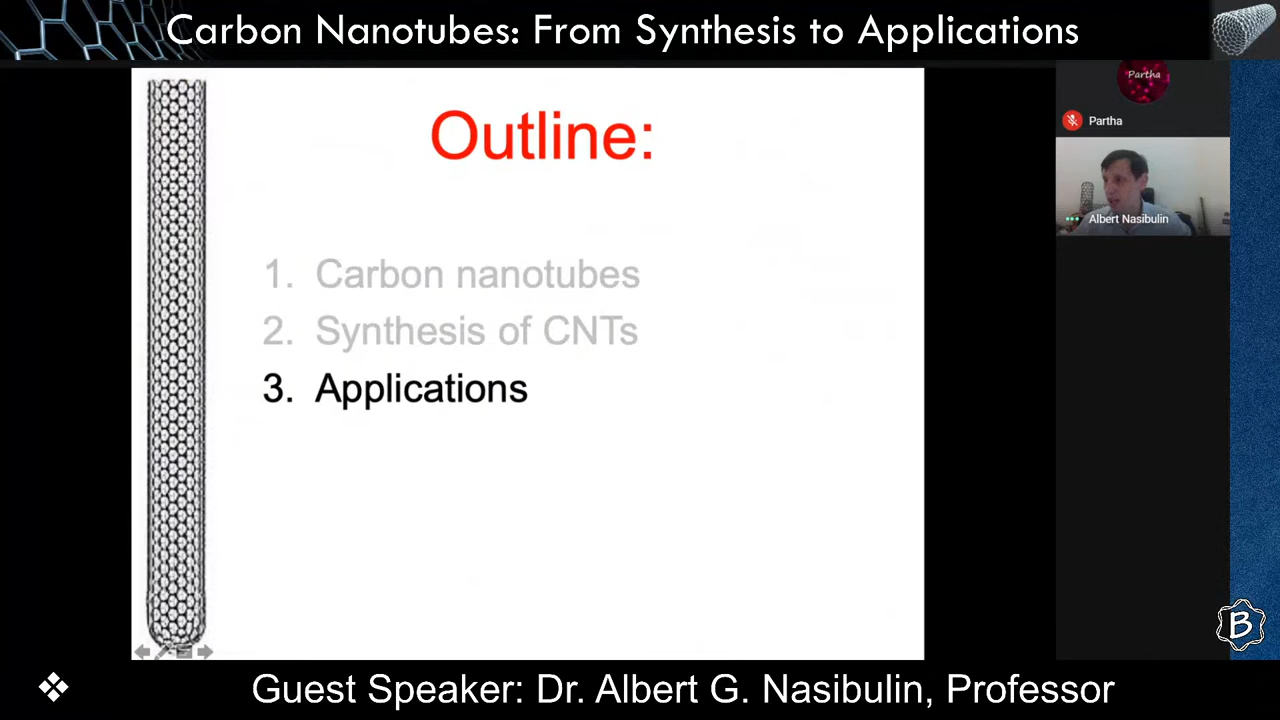 Carbon Nanotubes: From Synthesis to Applications
Outline:
1. Carbon nanotubes
2. Synthesis of CNTs
3. Applications
Partha
Partha
Albert Nasibulin
B
❖ Guest Speaker: Dr. Albert G. Nasibulin, Professor